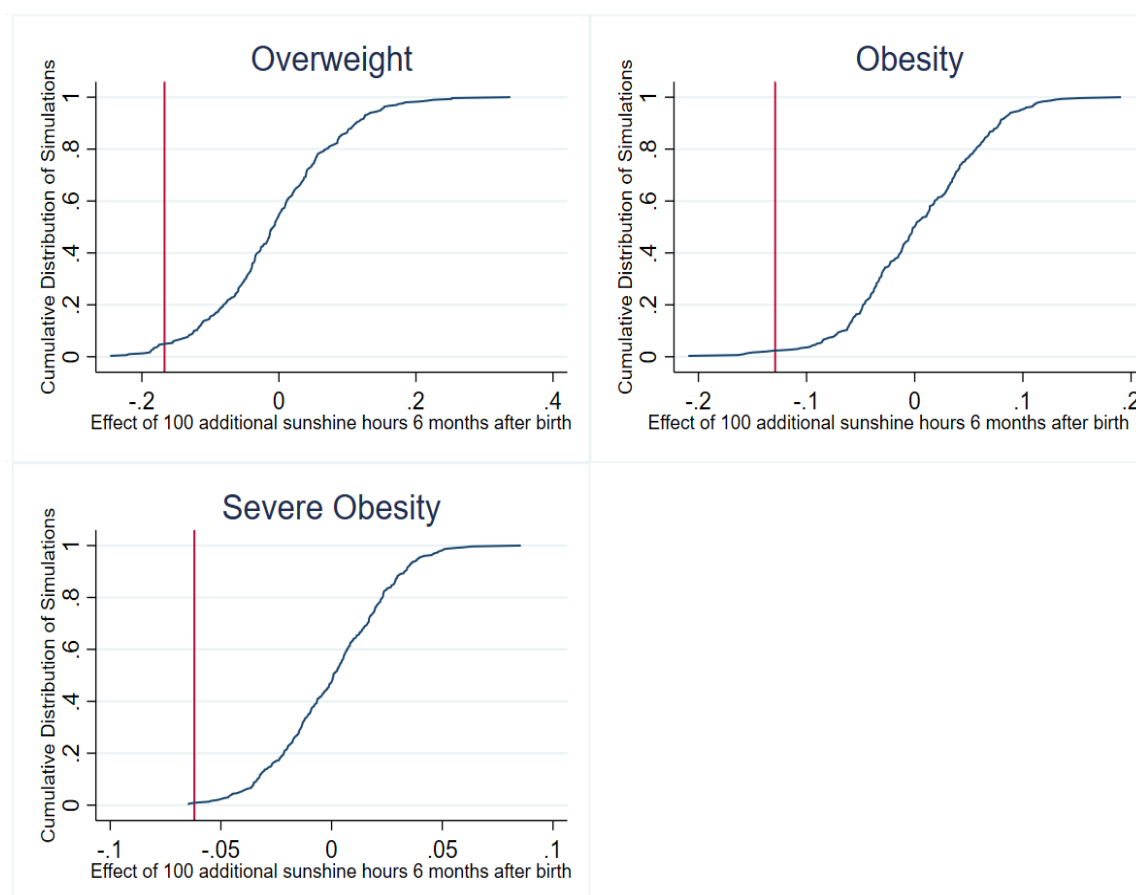 Overweight
Cumulative Distribution of Simulations
1
.8
.6
.4
.2
0
-.2 0 .2 .4
Effect of 100 additional sunshine hours 6 months after birth
Obesity
Cumulative Distribution of Simulations
1
.8
.6
.4
.2
0
-.2 -.1 0 .1 .2
Effect of 100 additional sunshine hours 6 months after birth
Severe Obesity
Cumulative Distribution of Simulations
1
.8
.6
.4
.2
0
-.1 -.05 0 .05 .1
Effect of 100 additional sunshine hours 6 months after birth